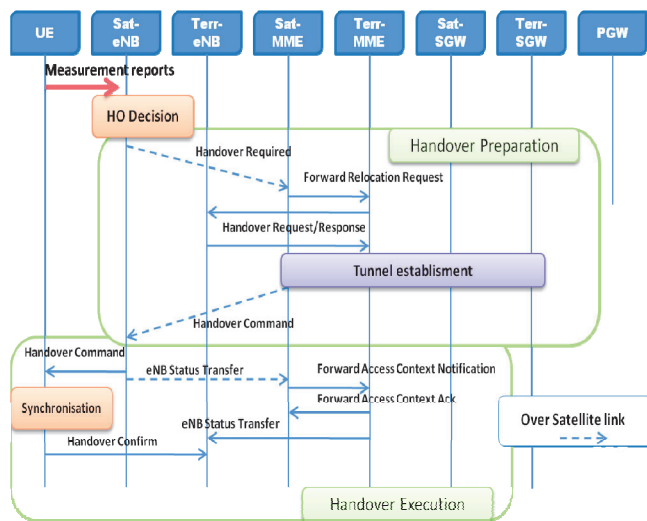 UE
Sat-
eNB
Terr-
eNB
Sat-
MME
Terr-
MME
Sat-
SGW
Terr-
SGW
PGW
Measurement reports
HO Decision
Handover Preparation
Handover Required
Forward Relocation Request
Handover Request/Response
Tunnel establisment
Handover Command
Handover Command
eNB Status Transfer
Forward Access Context Notification
Synchronisation
Forward Access Context Ack
eNB Status Transfer
Over Satellite link
Handover Confirm
Handover Execution